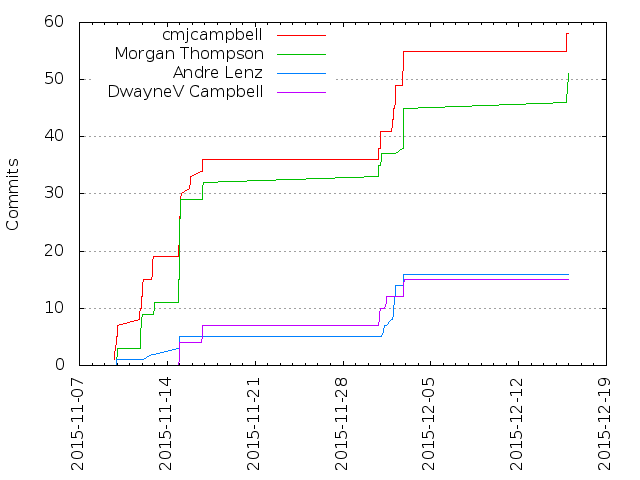 60
50
40
30
20
10
0
Commits
cmjcampbell
Morgan Thompson
Andre Lenz
DwayneV Campbell
2015-11-07
2015-11-14
2015-11-21
2015-11-28
2015-12-05
2015-12-12
2015-12-19